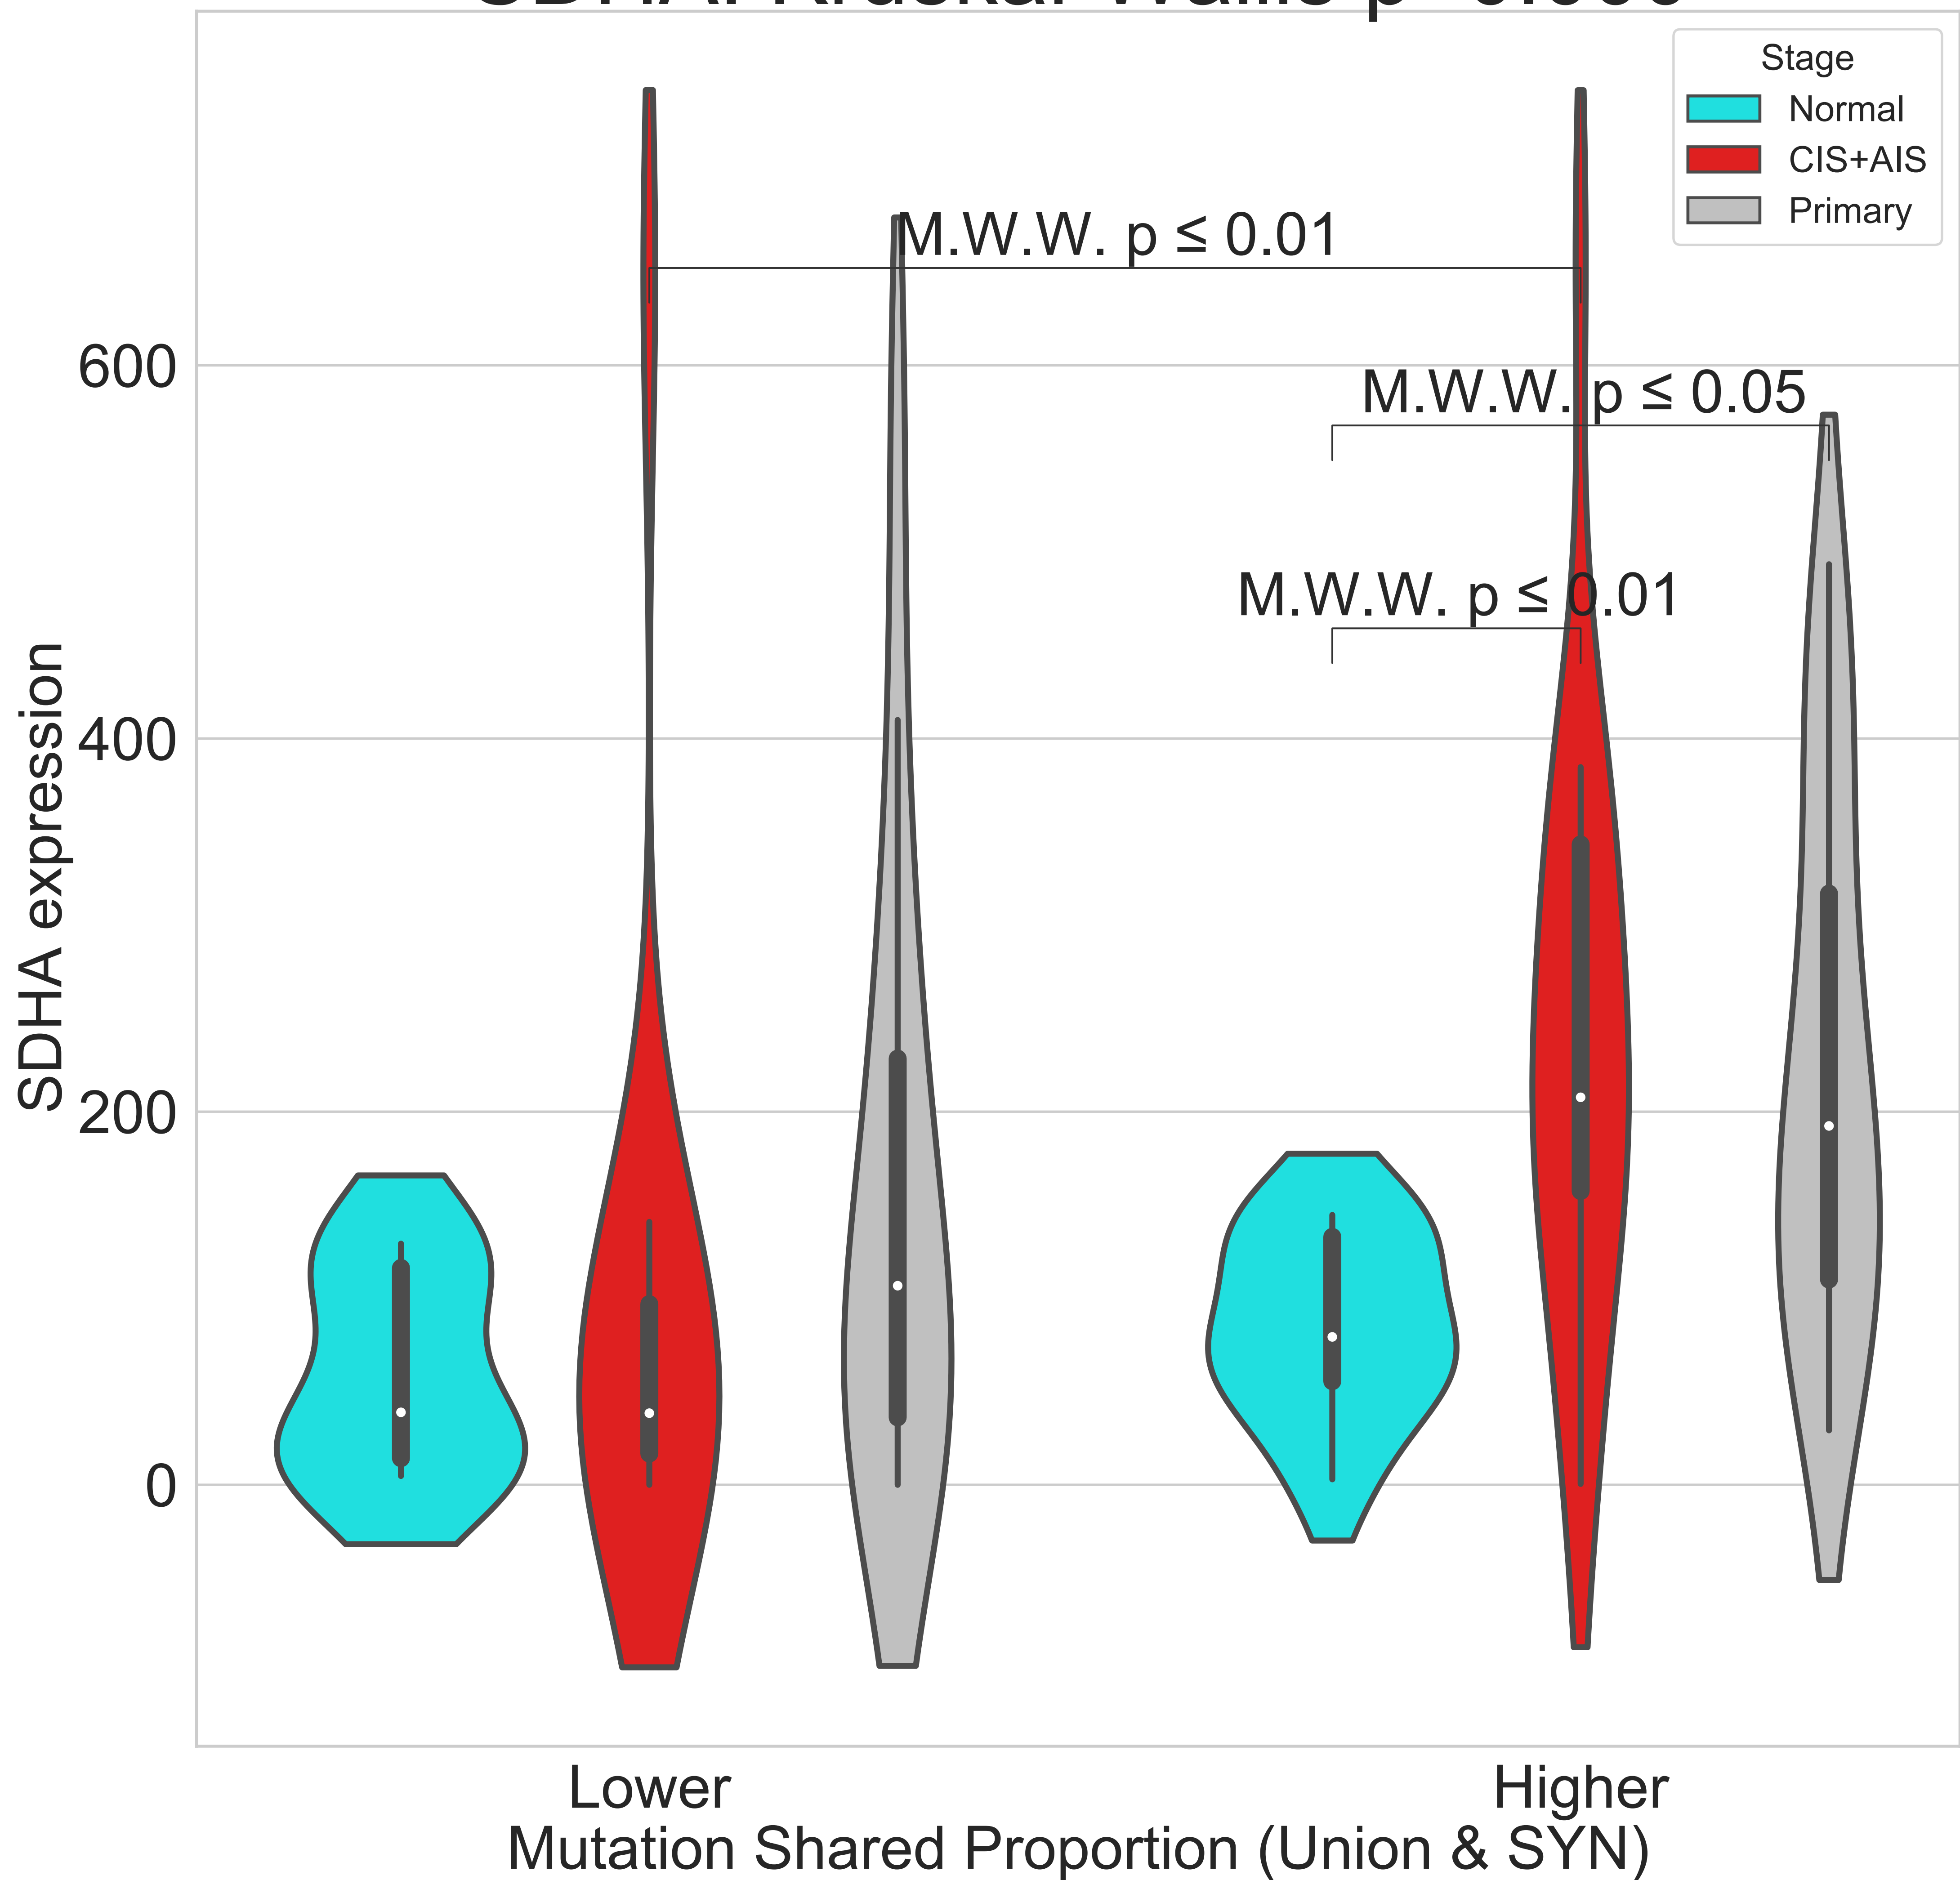 Stage
Normal
CIS+AIS
Primary
M.W.W. p ≤ 0.01
M.W.W. p ≤ 0.05
M.W.W. p ≤ 0.01
600
400
200
0
SDHA expression
Lower
Higher
Mutation Shared Proportion (Union & SYN)